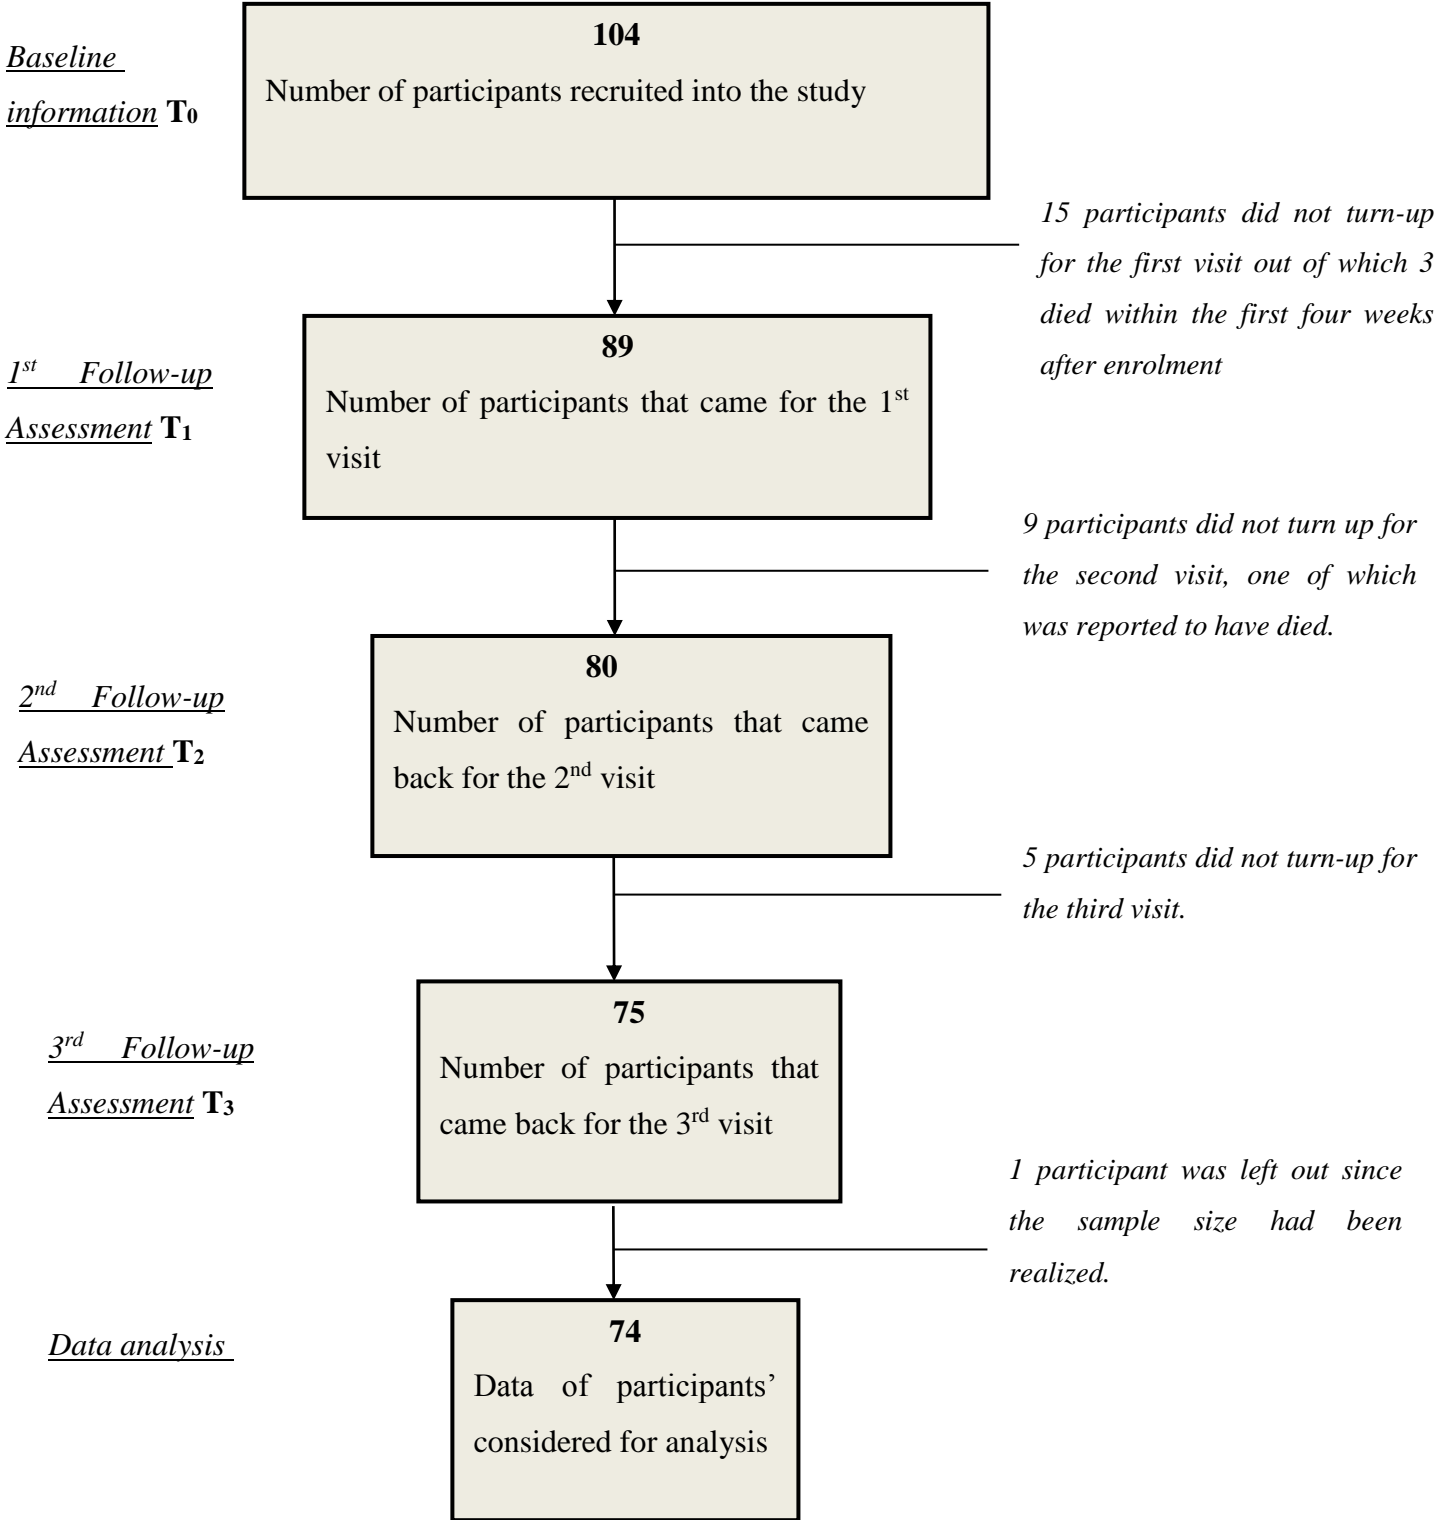 Baseline
information T0
104
Number of participants recruited into the study
15 participants did not turn-up
for the first visit out of which 3
died within the first four weeks
after enrolment
1st Follow-up
Assessment T1
89
Number of participants that came for the 1st
visit
9 participants did not turn up for
the second visit, one of which
was reported to have died.
2nd Follow-up
Assessment T2
80
Number of participants that came
back for the 2nd visit
5 participants did not turn-up for
the third visit.
3rd Follow-up
Assessment T3
75
Number of participants that
came back for the 3rd visit
1 participant was left out since
the sample size had been
realized.
Data analysis
74
Data of participants’
considered for analysis